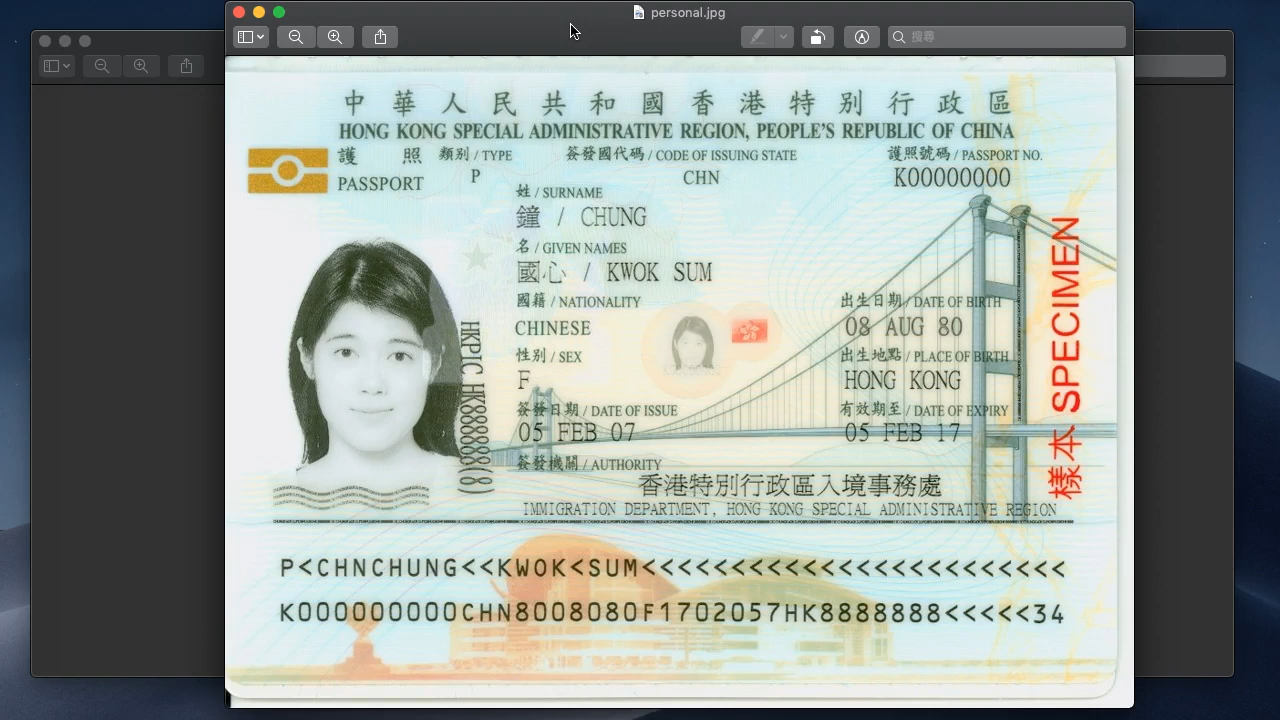 personal.jpg
搜尋
中華人民共和國香港特別行政區
HONG KONG SPECIAL ADMINISTRATIVE REGION, PEOPLE'S REPUBLIC OF CHINA
護照 類別 / TYPE 簽發國代碼 / CODE OF ISSUING STATE 護照號碼 / PASSPORT NO.
PASSPORT P CHN K00000000
姓 / SURNAME
鐘 / CHUNG
名 / GIVEN NAMES
國心 / KWOK SUM
國籍 / NATIONALITY 出生日期 / DATE OF BIRTH
CHINESE 08 AUG 80
性別 / SEX 出生地點 / PLACE OF BIRTH
F HONG KONG
簽發日期 / DATE OF ISSUE 有效期至 / DATE OF EXPIRY
05 FEB 07 05 FEB 17
簽發機關 / AUTHORITY
香港特別行政區入境事務處
IMMIGRATION DEPARTMENT, HONG KONG SPECIAL ADMINISTRATIVE REGION
HKPIC HK888888(8)
樣本 SPECIMEN
P<CHNCHUNG<<KWOK<SUM<<<<<<<<<<<<<<<<<<<<<<<<
K000000000CHN8008080F1702057HK8888888<<<<<34